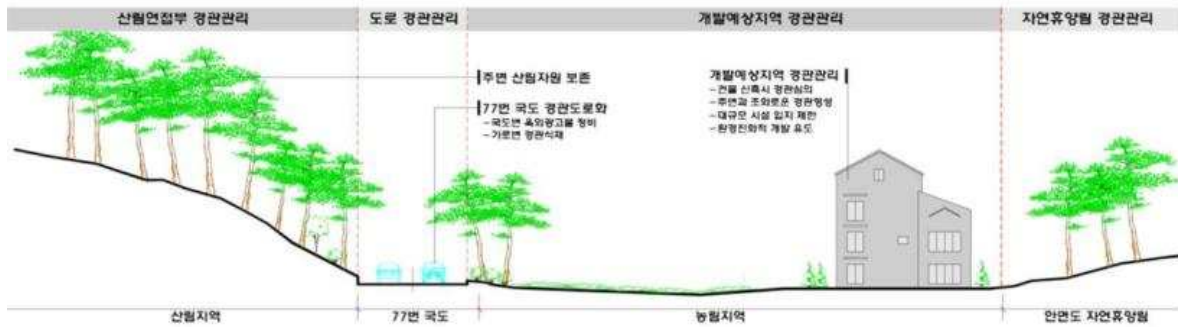 산림연접부 경관관리
도로 경관관리
개발예상지역 경관관리
자연휴양림 경관관리
주변 산림자원 보존
77번 국도 경관도로화
-국도변 옥외광고물 정비
-가로변 경관식재
개발예상지역 경관관리
-건물 신축시 경관심의
-주변과 조화로운 경관형성
-대규모 시설 입지 제한
-환경친화적 개발 유도
산림지역
77번 국도
농림지역
안면도 자연휴양림